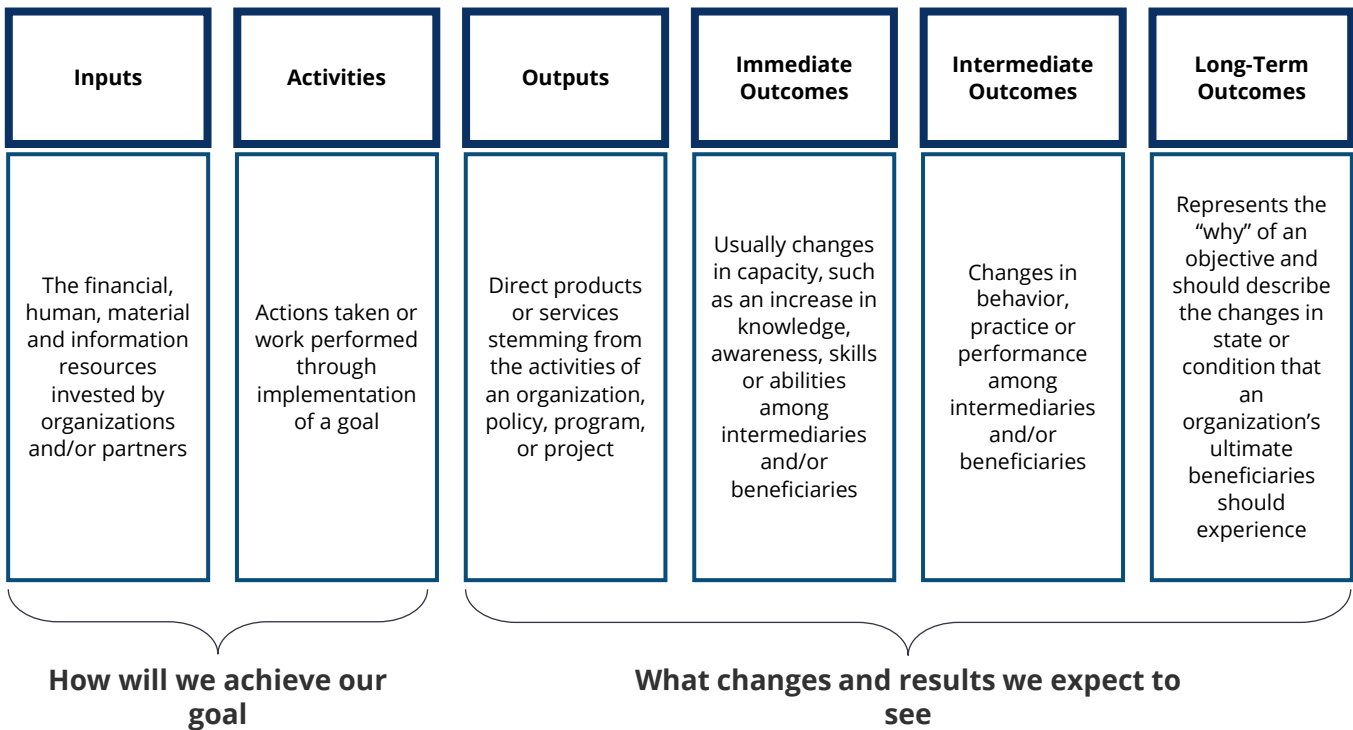 Inputs
Activities
Outputs
Immediate
Outcomes
Intermediate
Outcomes
Long-Term
Outcomes
The financial,
human, material
and information
resources
invested by
organizations
and/or partners
Actions taken or
work performed
through
implementation
of a goal
Direct products
or services
stemming from
the activities of
an organization,
policy, program,
or project
Usually changes
in capacity, such
as an increase in
knowledge,
awareness, skills
or abilities
among
intermediaries
and/or
beneficiaries
Changes in
behavior,
practice or
performance
among
intermediaries
and/or
beneficiaries
Represents the
“why” of an
objective and
should describe
the changes in
state or
condition that
an
organization’s
ultimate
beneficiaries
should
experience
How will we achieve our
goal
What changes and results we expect to
see